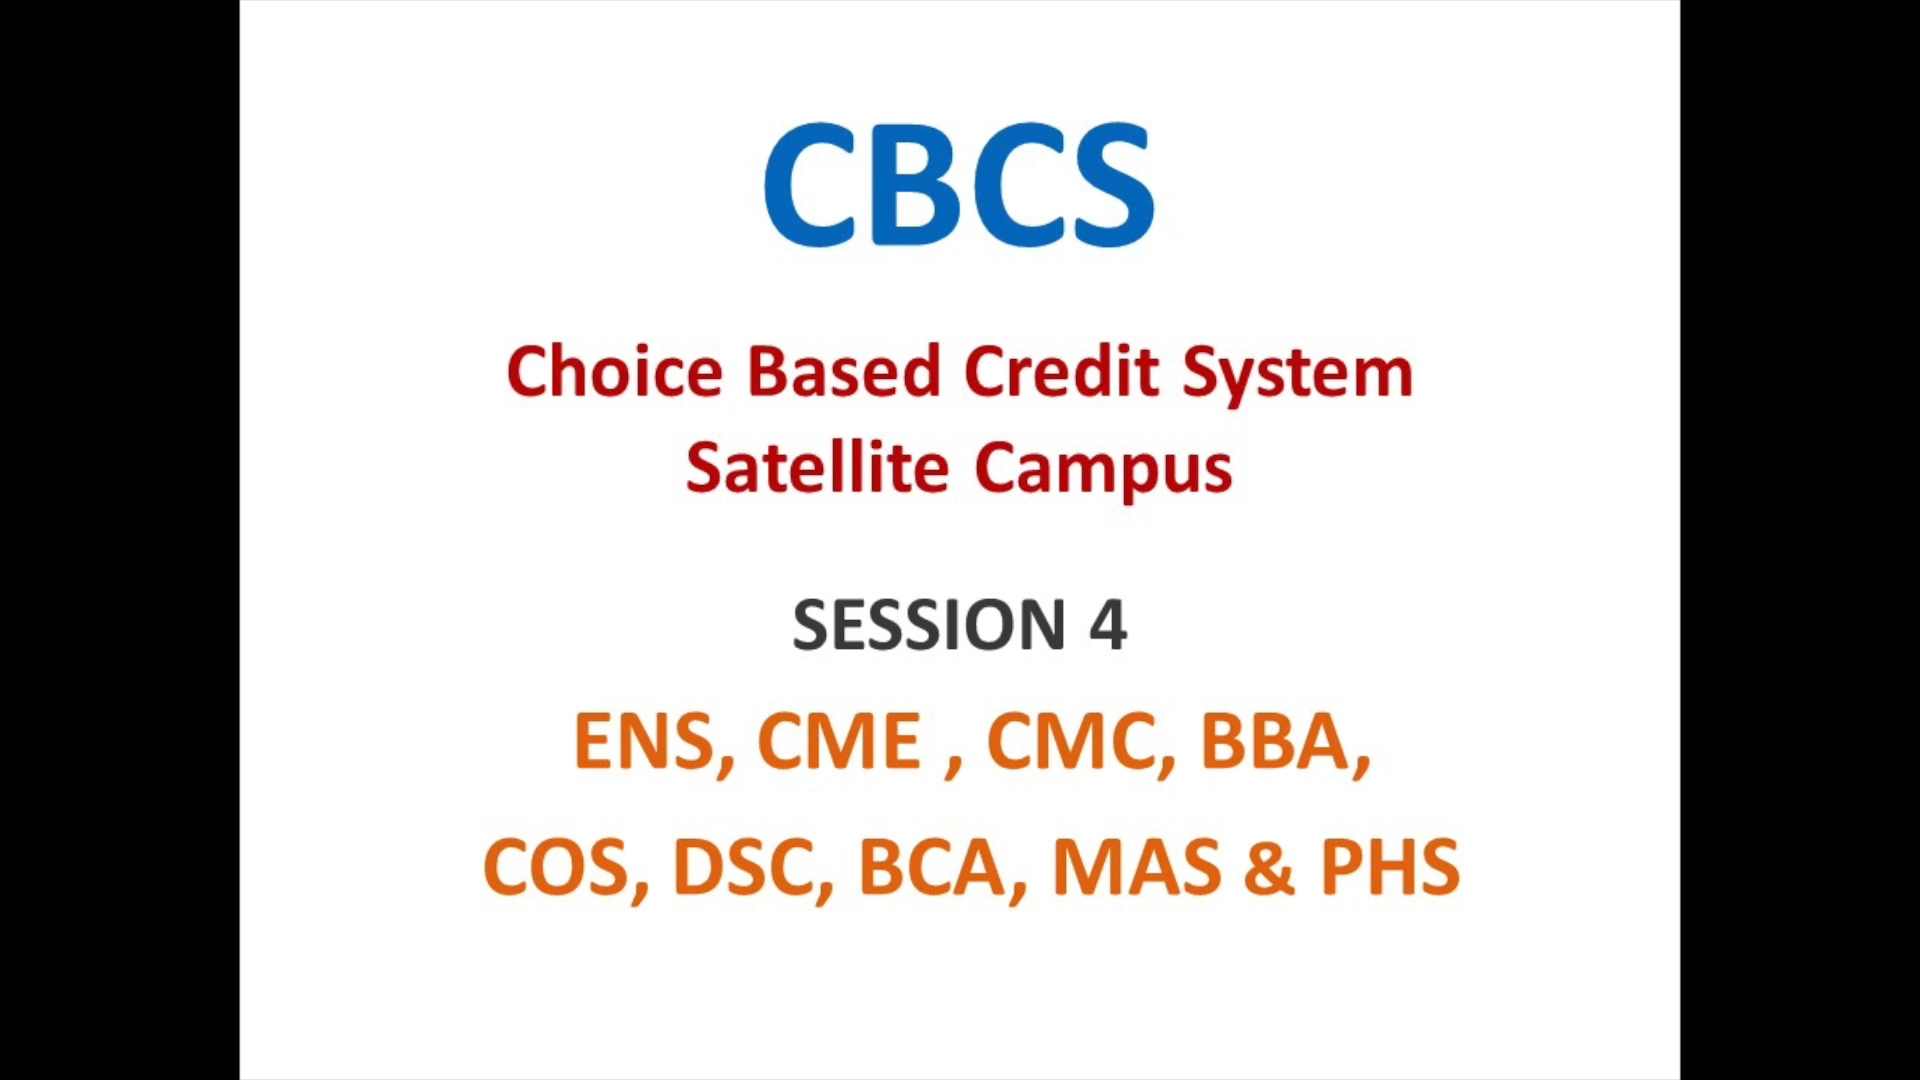 CBCS
Choice Based Credit System
Satellite Campus
SESSION 4
ENS, CME , CMC, BBA,
COS, DSC, BCA, MAS & PHS